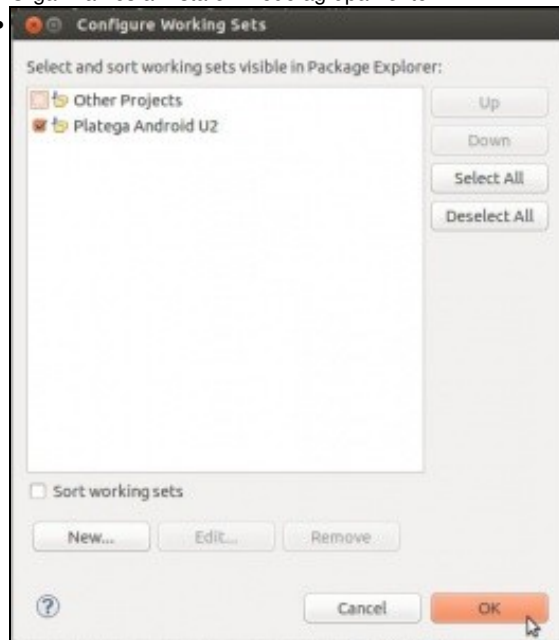 Configure Working Sets
Select and sort working sets visible in Package Explorer:
Other Projects
Platega Android U2
Up
Down
Select All
Deselect All
Sort working sets
New...
Edit...
Remove
?
Cancel
OK